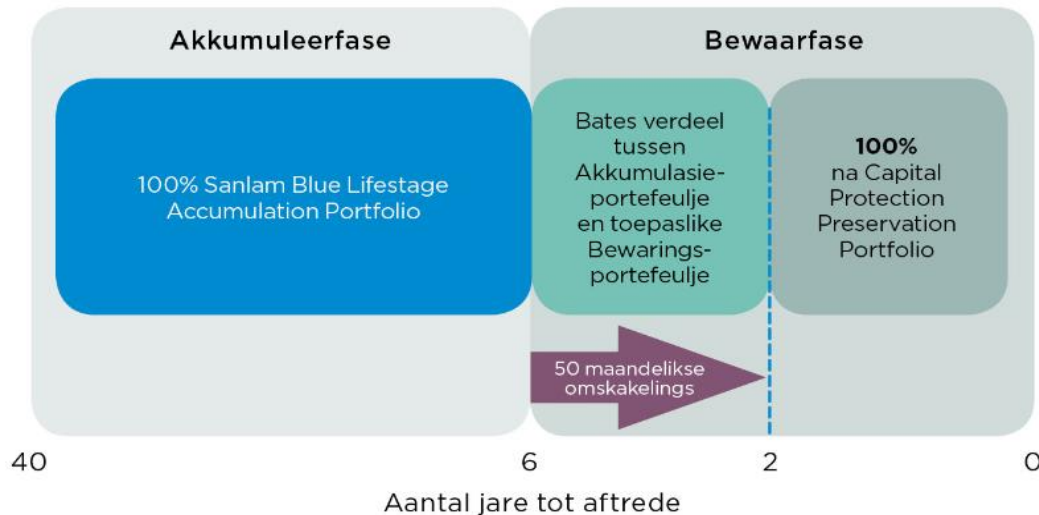 Akkumuleerfase
Bewaarfase
100% Sanlam Blue Lifestage
Accumulation Portfolio
Bates verdeel
tussen
Akkumulasie-
portefeulje
en toepaslike
Bewarings-
portefeulje
100%
na Capital
Protection
Preservation
Portfolio
50 maandelikse
omskakelings
40
6
2
0
Aantal jare tot aftrede